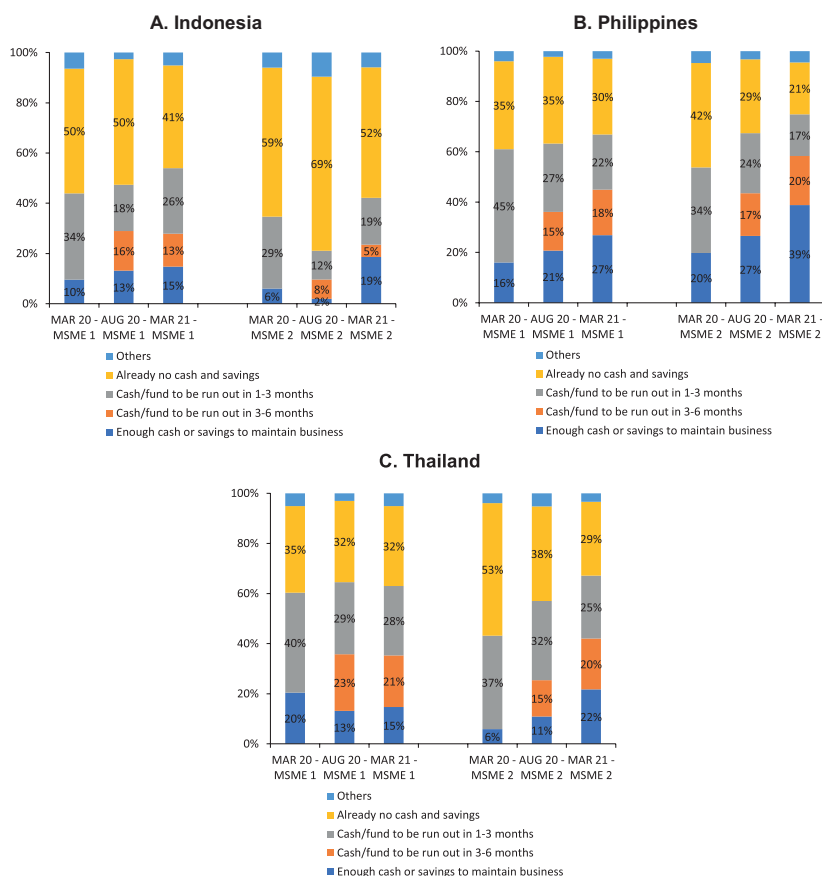 A. Indonesia
100%
80%
60%
40%
20%
0%
50% 50% 41% 59% 69% 52%
34% 18% 26% 29% 12% 19%
16% 13% 8% 5%
10% 13% 15% 6% 2% 19%
MAR 20 - AUG 20 - MAR 21 - MAR 20 - AUG 20 - MAR 21 -
MSME 1 MSME 1 MSME 1 MSME 2 MSME 2 MSME 2
Others
Already no cash and savings
Cash/fund to be run out in 1-3 months
Cash/fund to be run out in 3-6 months
Enough cash or savings to maintain business
B. Philippines
100%
80%
60%
40%
20%
0%
35% 35% 30% 42% 29% 21%
45% 27% 22% 34% 24% 17%
15% 18% 17% 20%
16% 21% 27% 20% 27% 39%
MAR 20 - AUG 20 - MAR 21 - MAR 20 - AUG 20 - MAR 21 -
MSME 1 MSME 1 MSME 1 MSME 2 MSME 2 MSME 2
Others
Already no cash and savings
Cash/fund to be run out in 1-3 months
Cash/fund to be run out in 3-6 months
Enough cash or savings to maintain business
C. Thailand
100%
80%
60%
40%
20%
0%
35% 32% 32% 53% 38% 29%
40% 29% 28% 37% 32% 25%
23% 21% 15% 20%
20% 13% 15% 6% 11% 22%
MAR 20 - AUG 20 - MAR 21 - MAR 20 - AUG 20 - MAR 21 -
MSME 1 MSME 1 MSME 1 MSME 2 MSME 2 MSME 2
Others
Already no cash and savings
Cash/fund to be run out in 1-3 months
Cash/fund to be run out in 3-6 months
Enough cash or savings to maintain business